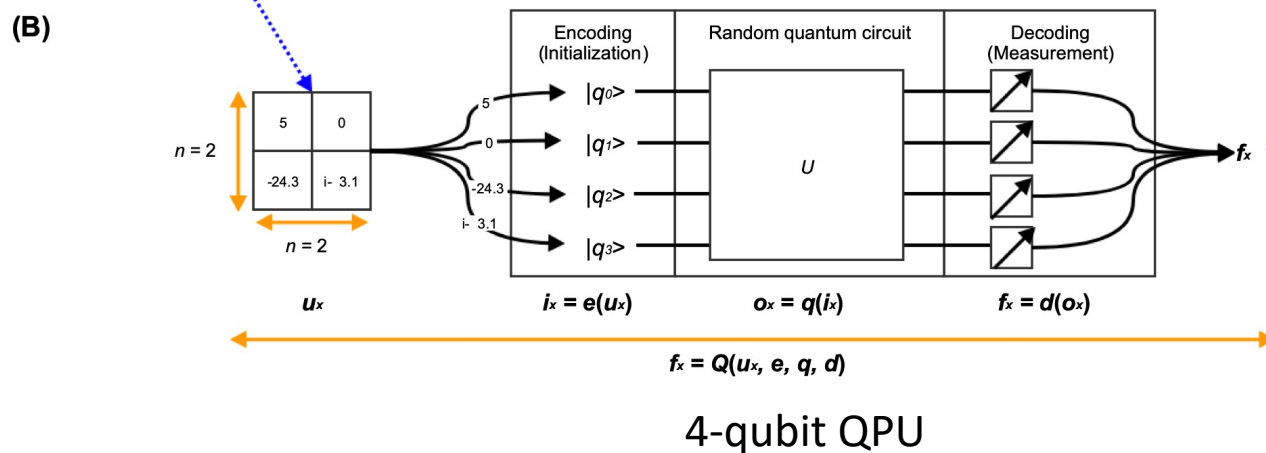 (B)
Encoding
(Initialization)
Random quantum circuit
Decoding
(Measurement)
n = 2
5 0
-24.3 i- 3.1
n = 2
5
0
-24.3
i- 3.1
|q0>
|q1>
|q2>
|q3>
U
fx
ux
ix = e(ux)
ox = q(ix)
fx = d(ox)
fx = Q(ux, e, q, d)
4-qubit QPU